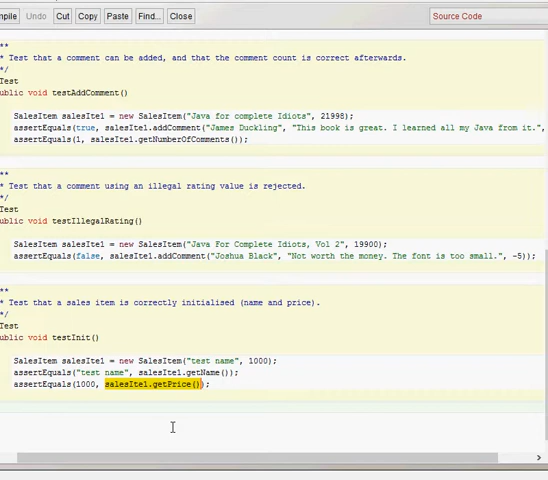 mpile Undo Cut Copy Paste Find... Close Source Code
**
* Test that a comment can be added, and that the comment count is correct afterwards.
*/
Test
ublic void testAddComment()
SalesItem salesIte1 = new SalesItem("Java for complete Idiots", 21998);
assertEquals(true, salesIte1.addComment("James Duckling", "This book is great. I learned all my Java from it.",
assertEquals(1, salesIte1.getNumberOfComments());
**
* Test that a comment using an illegal rating value is rejected.
*/
Test
ublic void testIllegalRating()
SalesItem salesIte1 = new SalesItem("Java For Complete Idiots, Vol 2", 19900);
assertEquals(false, salesIte1.addComment("Joshua Black", "Not worth the money. The font is too small.", -5));
**
* Test that a sales item is correctly initialised (name and price).
*/
Test
ublic void testInit()
SalesItem salesIte1 = new SalesItem("test name", 1000);
assertEquals("test name", salesIte1.getName());
assertEquals(1000, salesIte1.getPrice());